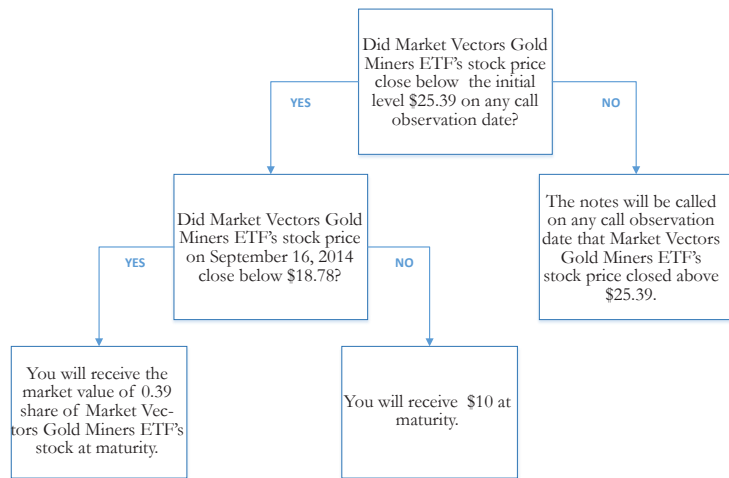 Did Market Vectors Gold
Miners ETF's stock price
close below the initial
level $25.39 on any call
observation date?
YES
NO
Did Market Vectors Gold
Miners ETF's stock price
on September 16, 2014
close below $18.78?
The notes will be called
on any call observation
date that Market Vectors
Gold Miners ETF's
stock price closed above
$25.39.
YES
NO
You will receive the
market value of 0.39
share of Market Vec-
tors Gold Miners ETF's
stock at maturity.
You will receive $10 at
maturity.